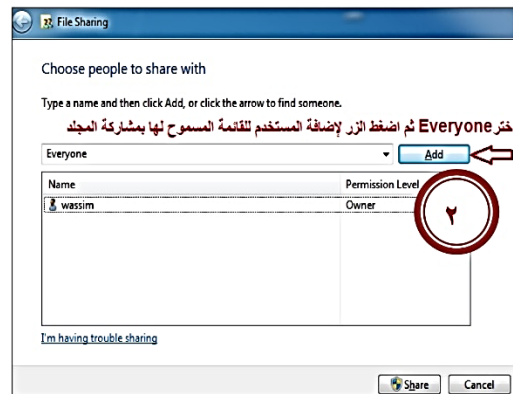 File Sharing
Choose people to share with
Type a name and then click Add, or click the arrow to find someone.
ختر Everyone ثم اضغط الزر لإضافة المستخدم للقائمة المسموح لها بمشاركة المجلد
Everyone Add
Name Permission Level
wassim Owner
٢
I'm having trouble sharing
Share Cancel